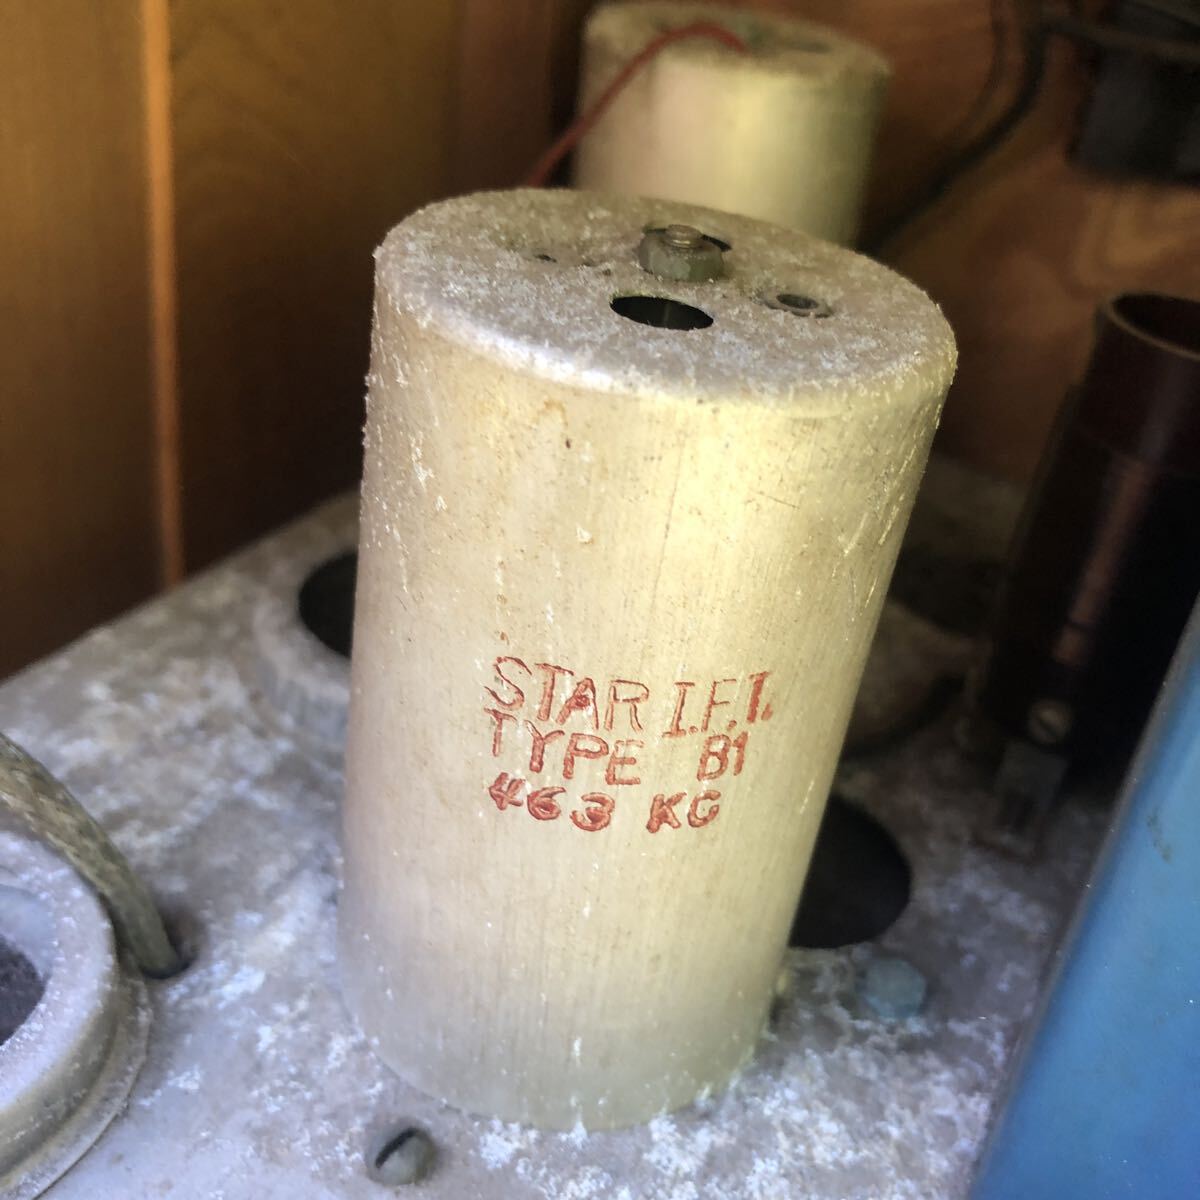 STAR I.F.T.
TYPE B1
463 KC